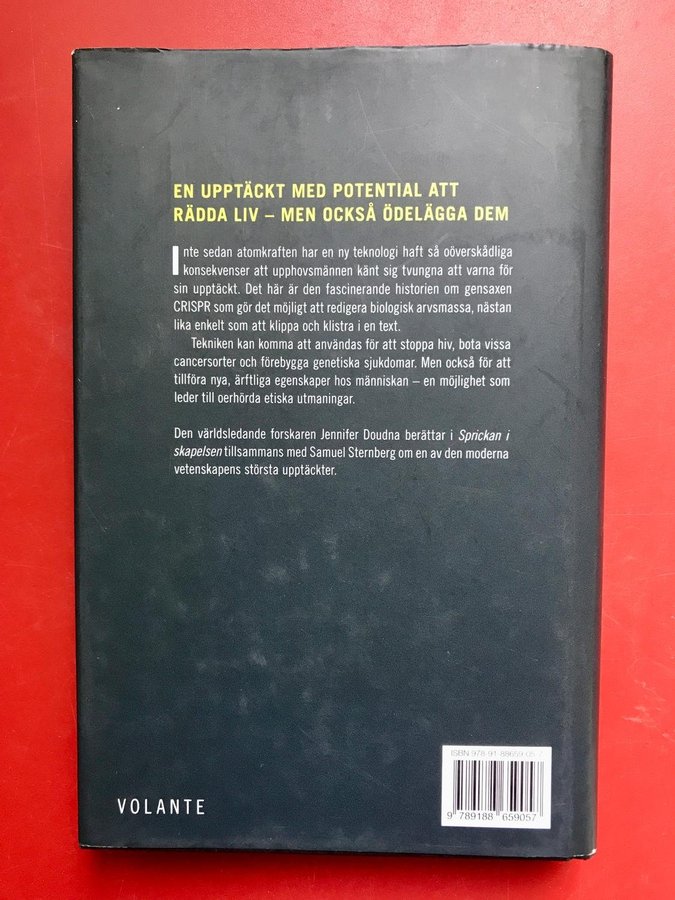 EN UPPTÄCKT MED POTENTIAL ATT
RÄDDA LIV – MEN OCKSÅ ÖDELÄGGA DEM
Inte sedan atomkraften har en ny teknologi haft så oöverskådliga
konsekvenser att upphovsmännen känt sig tvungna att varna för
sin upptäckt. Det här är den fascinerande historien om gensaxen
CRISPR som gör det möjligt att redigera biologisk arvsmassa, nästan
lika enkelt som att klippa och klistra i en text.
Tekniken kan komma att användas för att stoppa hiv, bota vissa
cancersorter och förebygga genetiska sjukdomar. Men också för att
tillföra nya, ärftliga egenskaper hos människan – en möjlighet som
leder till oerhörda etiska utmaningar.
Den världsledande forskaren Jennifer Doudna berättar i Sprickan i
skapelsen tillsammans med Samuel Sternberg om en av den moderna
vetenskapens största upptäckter.
ISBN 978-91-88659-05-7
9 789188 659057
VOLANTE